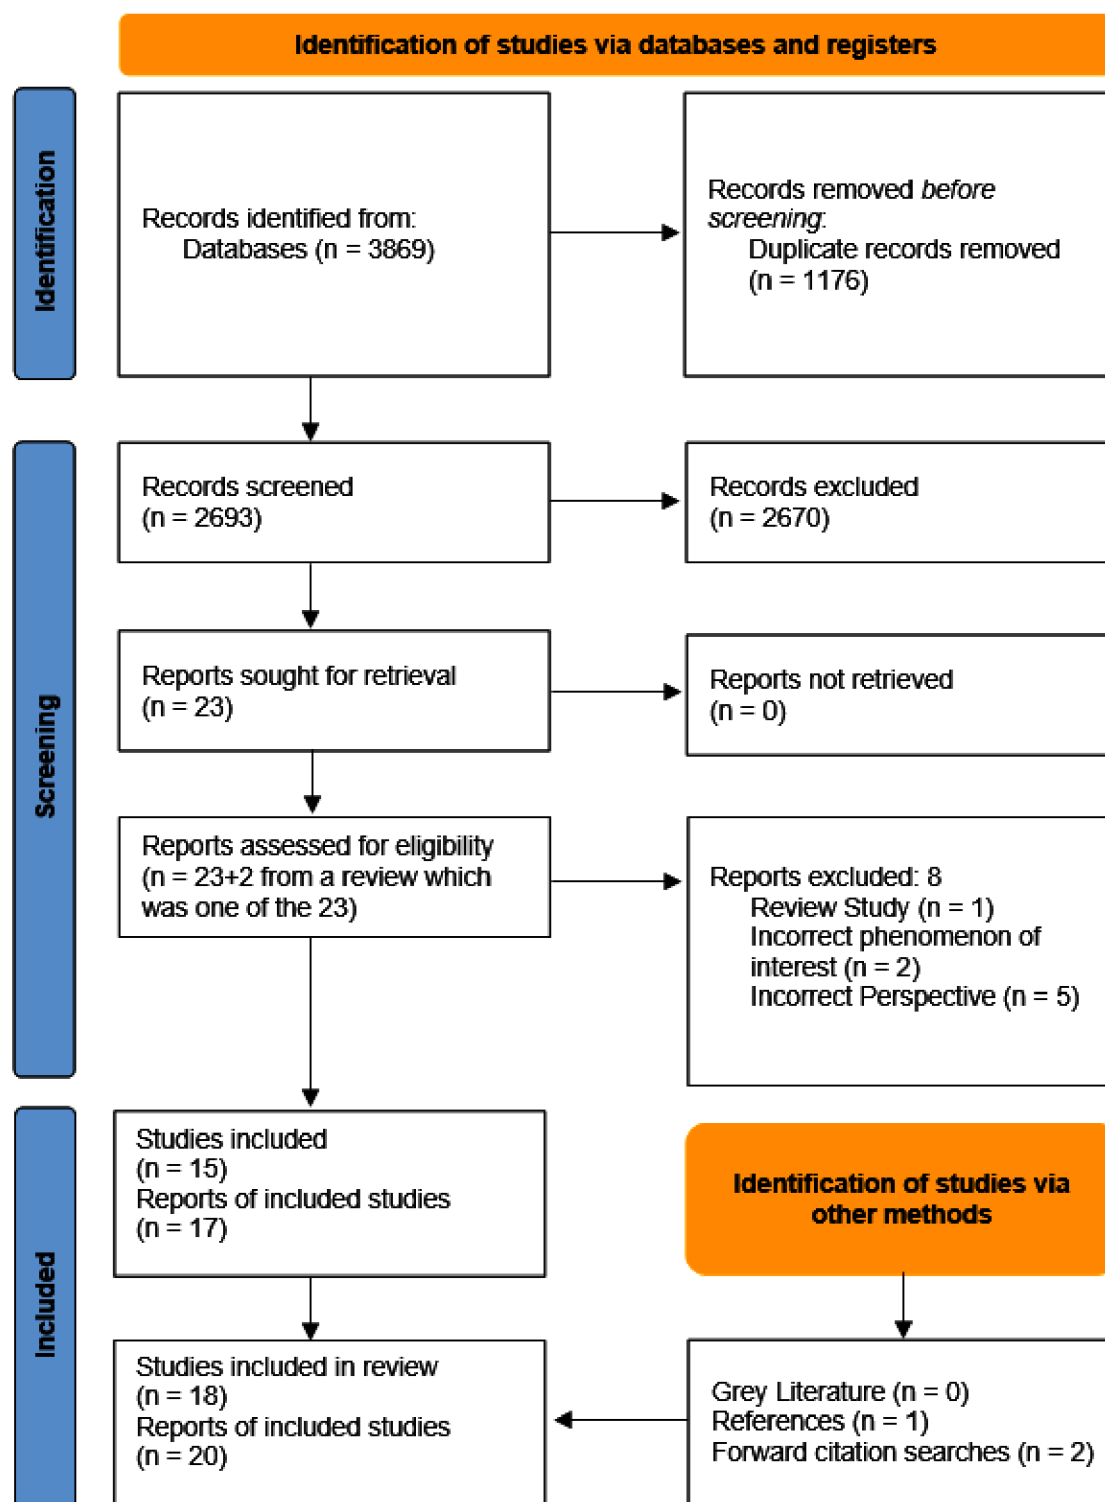 Identification of studies via databases and registers
Identification
Records identified from:
Databases (n = 3869)
Records removed before
screening:
Duplicate records removed
(n = 1176)
Screening
Records screened
(n = 2693)
Records excluded
(n = 2670)
Reports sought for retrieval
(n = 23)
Reports not retrieved
(n = 0)
Reports assessed for eligibility
(n = 23+2 from a review which
was one of the 23)
Reports excluded: 8
Review Study (n = 1)
Incorrect phenomenon of
interest (n = 2)
Incorrect Perspective (n = 5)
Included
Studies included
(n = 15)
Reports of included studies
(n = 17)
Identification of studies via
other methods
Studies included in review
(n = 18)
Reports of included studies
(n = 20)
Grey Literature (n = 0)
References (n = 1)
Forward citation searches (n = 2)